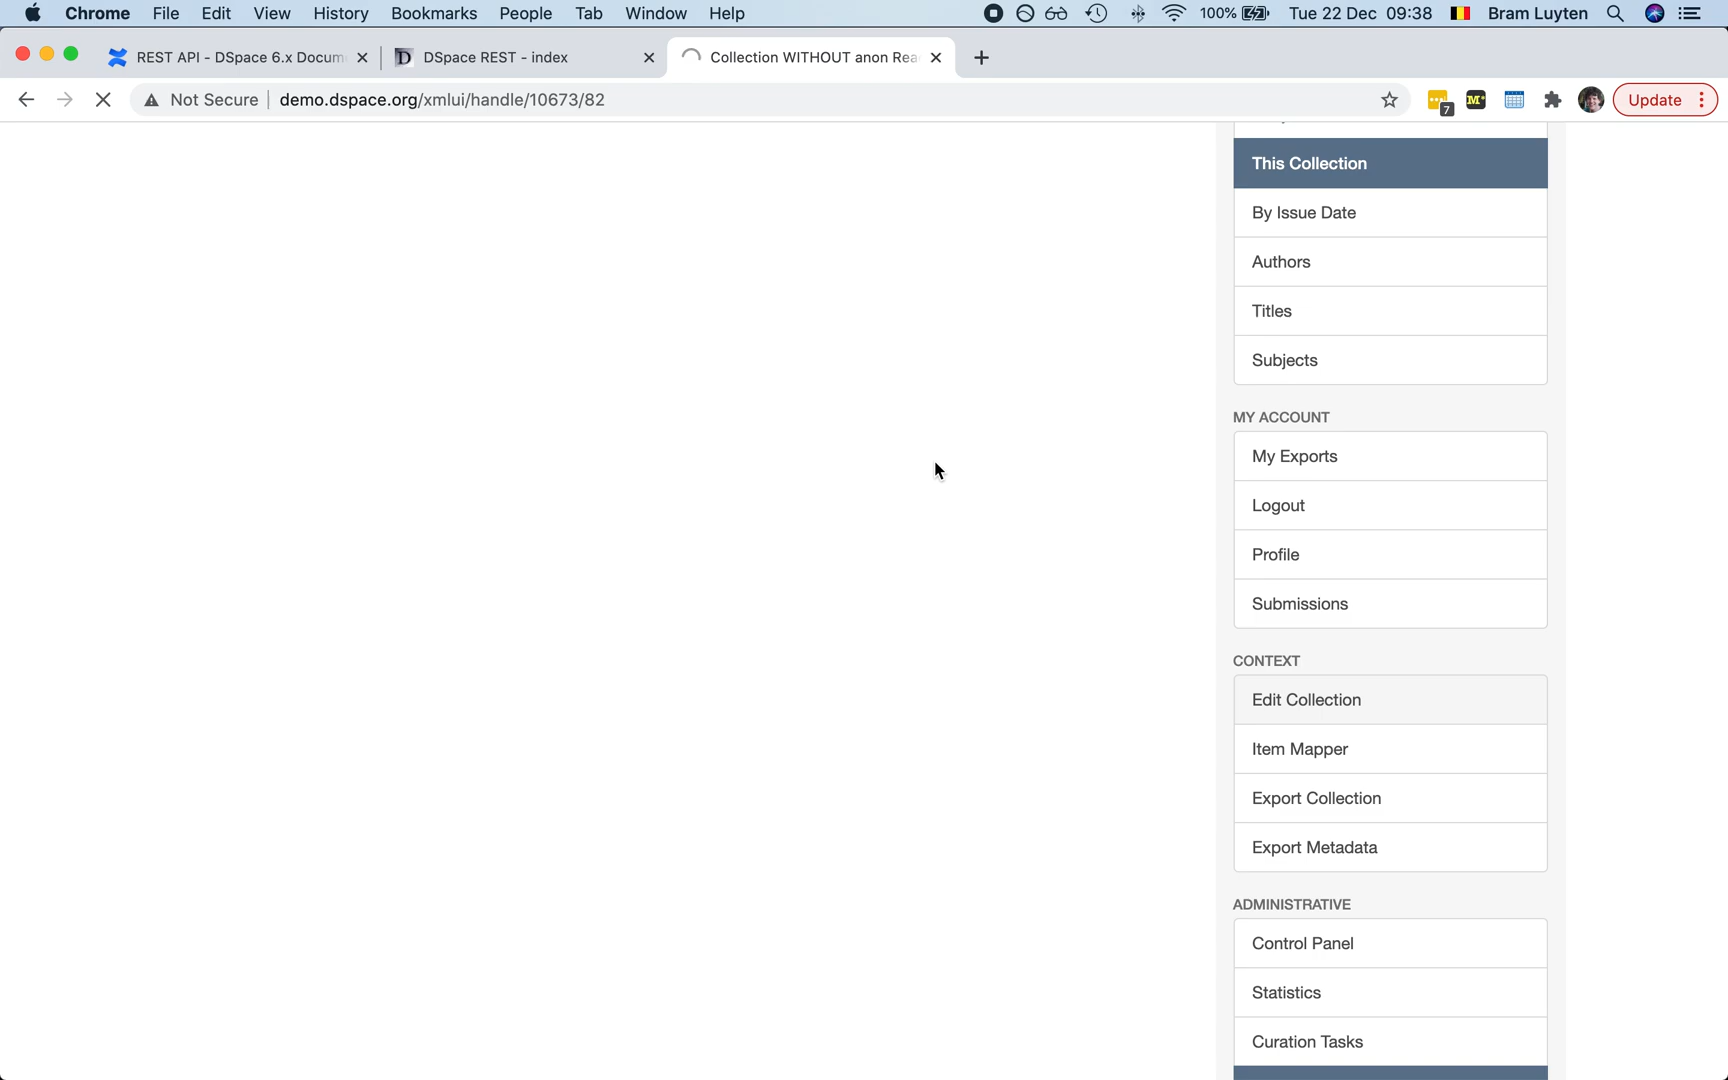 Chrome File Edit View History Bookmarks People Tab Window Help 100% Tue 22 Dec 09:38 Bram Luyten
REST API - DSpace 6.x Docum DSpace REST - index Collection WITHOUT anon Rea
Not Secure demo.dspace.org/xmlui/handle/10673/82 7 M* Update
This Collection
By Issue Date
Authors
Titles
Subjects
MY ACCOUNT
My Exports
Logout
Profile
Submissions
CONTEXT
Edit Collection
Item Mapper
Export Collection
Export Metadata
ADMINISTRATIVE
Control Panel
Statistics
Curation Tasks